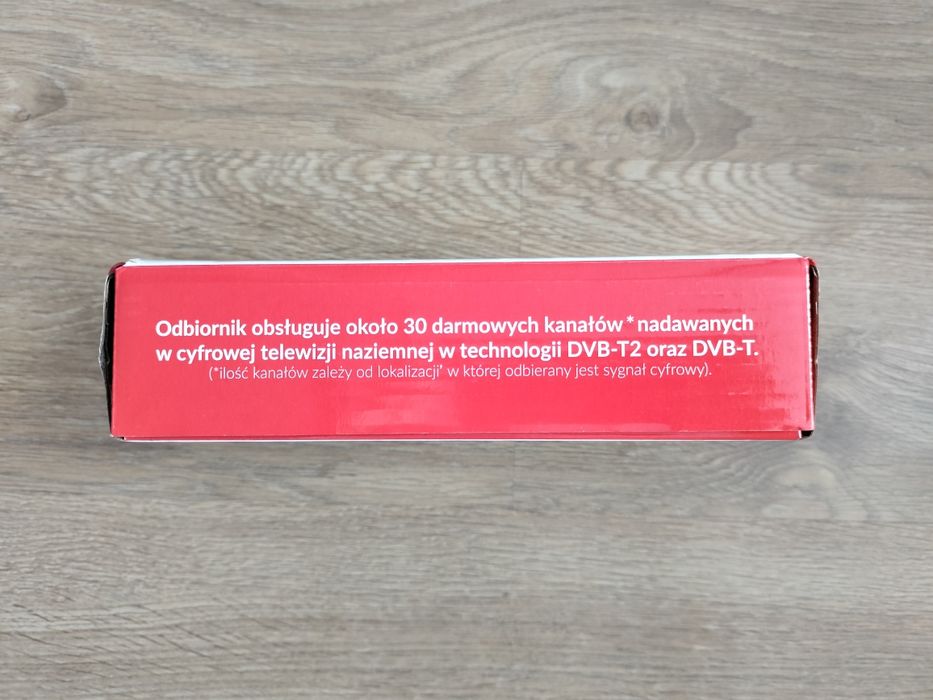 Odbiornik obsługuje około 30 darmowych kanałów * nadawanych
w cyfrowej telewizji naziemnej w technologii DVB-T2 oraz DVB-T.
(*ilość kanałów zależy od lokalizacji' w której odbierany jest sygnał cyfrowy).